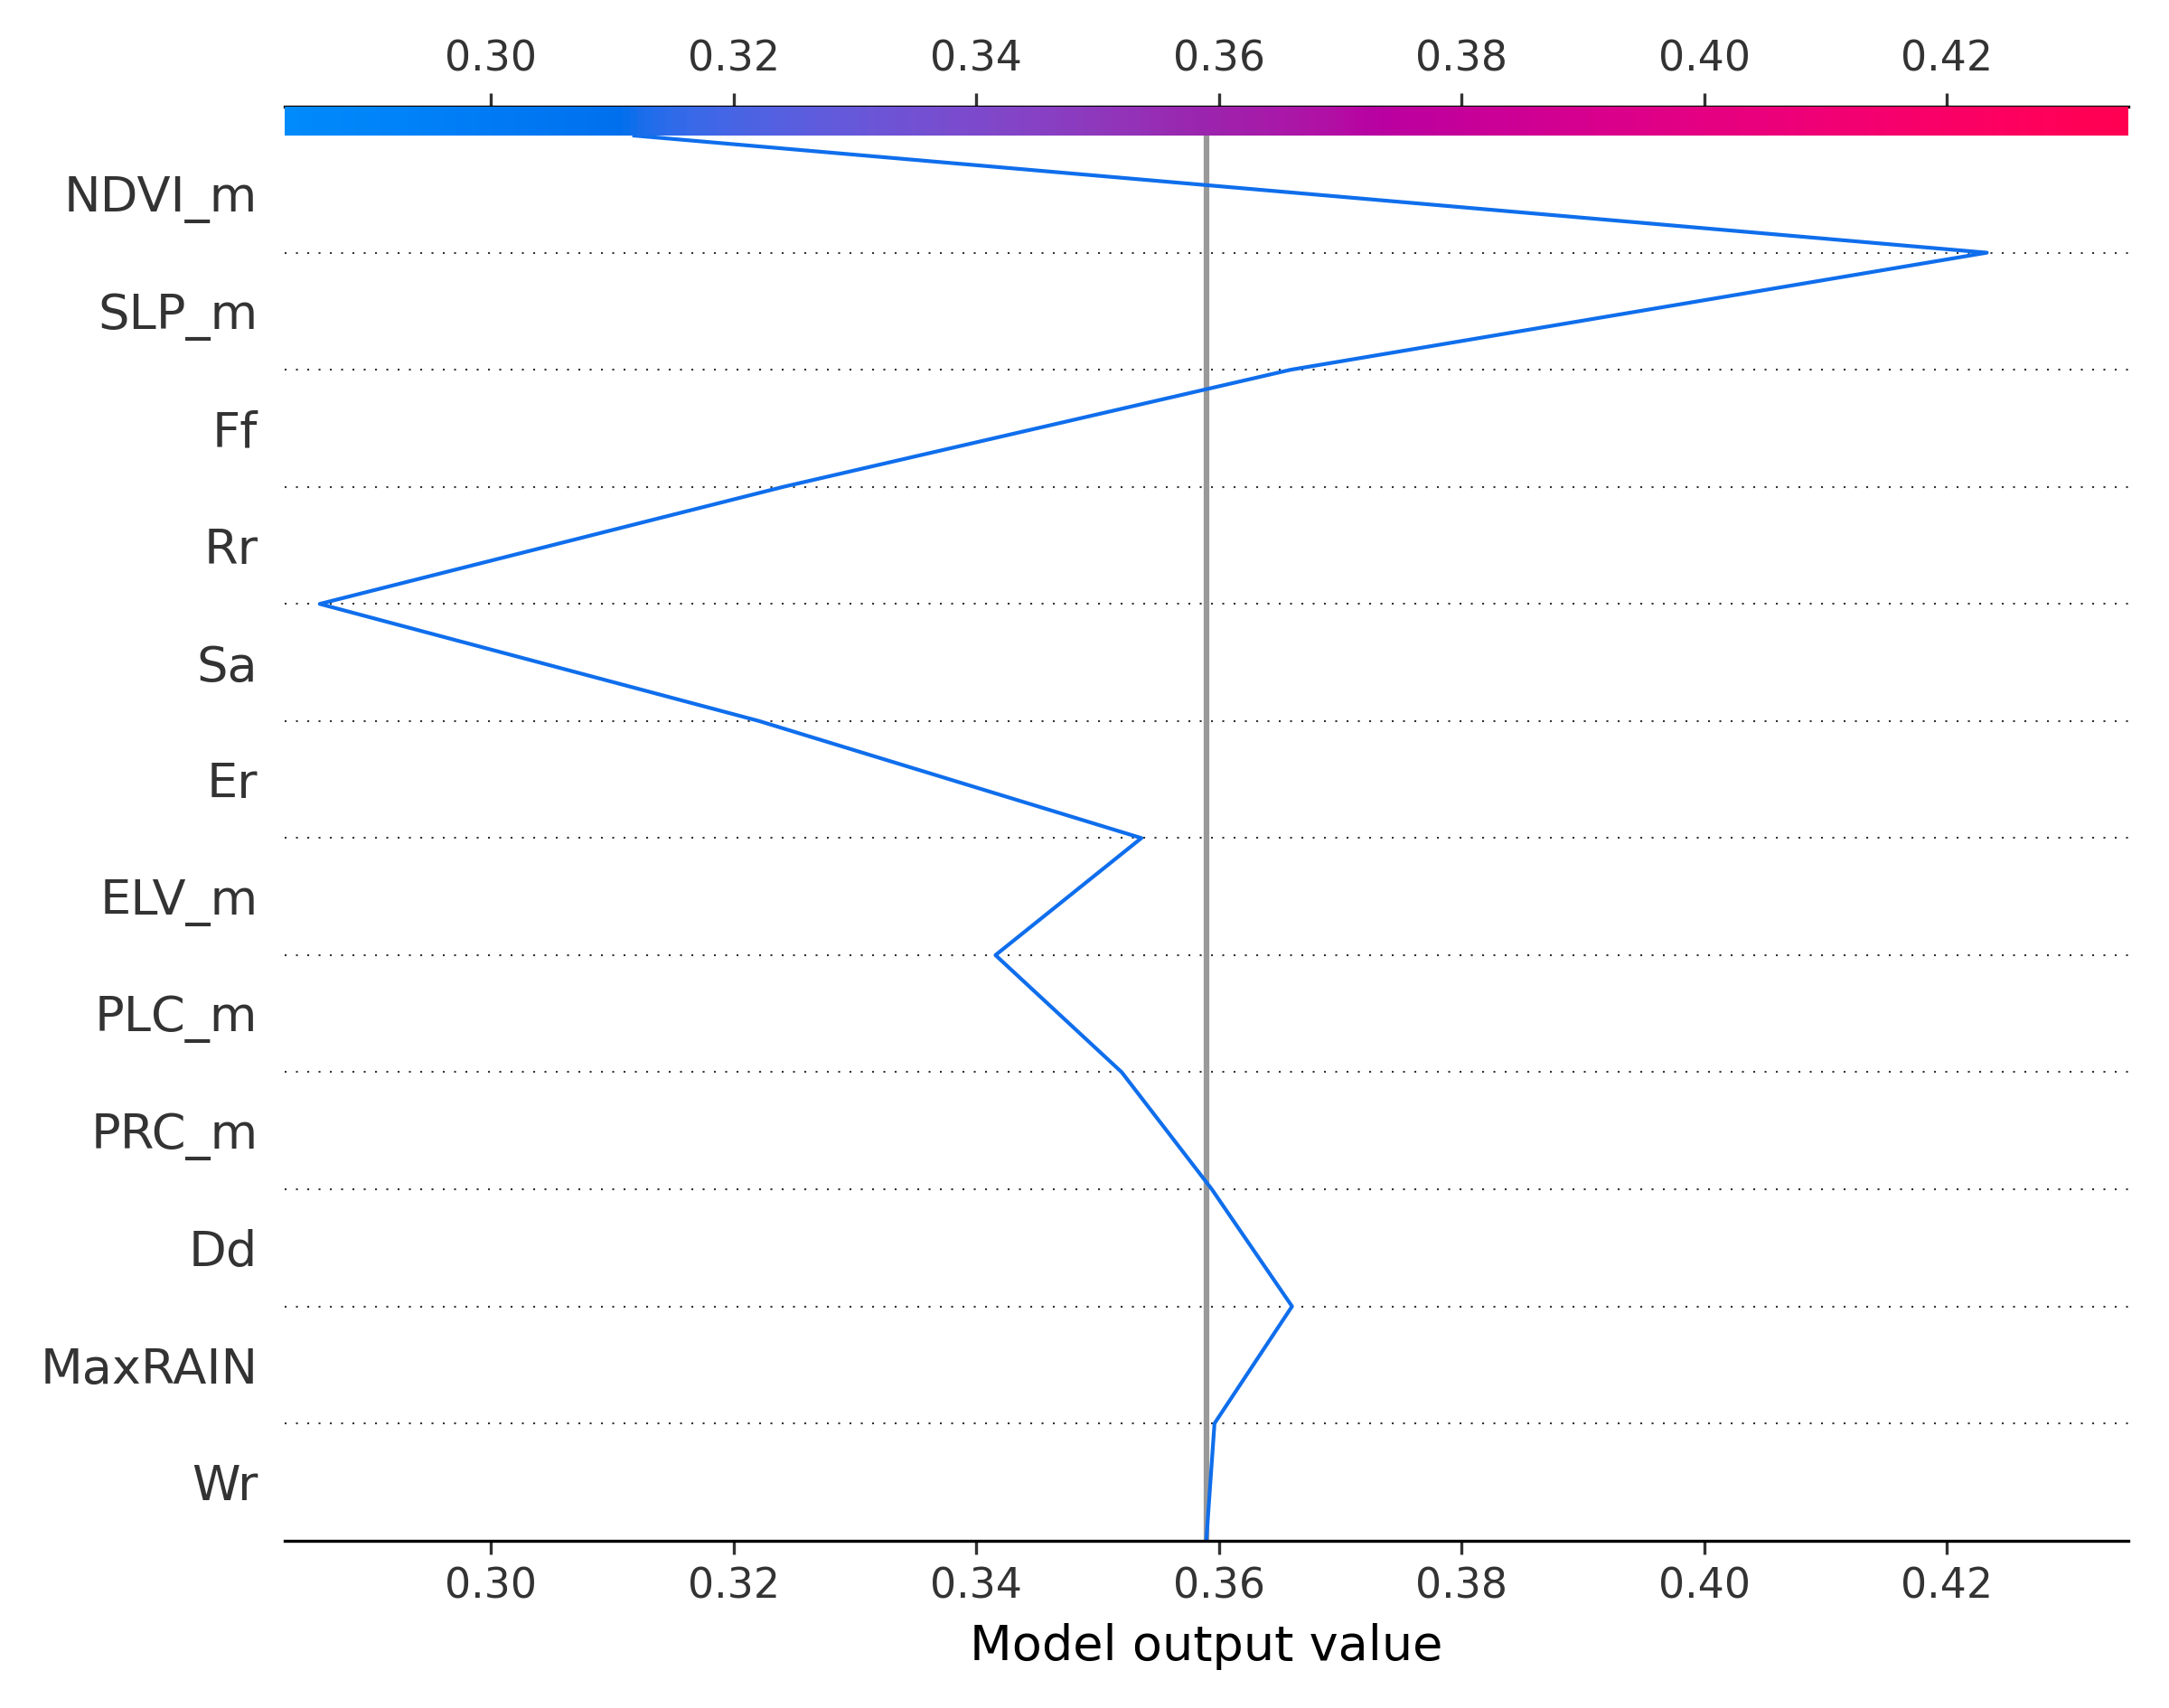 0.30 0.32 0.34 0.36 0.38 0.40 0.42
NDVI_m
SLP_m
Ff
Rr
Sa
Er
ELV_m
PLC_m
PRC_m
Dd
MaxRAIN
Wr
0.30 0.32 0.34 0.36 0.38 0.40 0.42
Model output value